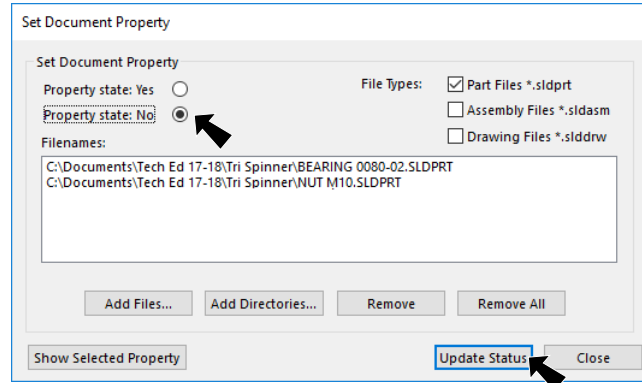 Set Document Property
Set Document Property
Property state: Yes
File Types:
Part Files *.sldprt
Property state: No
Assembly Files *.sldasm
Drawing Files *.slddrw
Filenames:
C:\Documents\Tech Ed 17-18\Tri Spinner\BEARING 0080-02.SLDPRT
C:\Documents\Tech Ed 17-18\Tri Spinner\NUT M10.SLDPRT
Add Files...
Add Directories...
Remove
Remove All
Show Selected Property
Update Status
Close